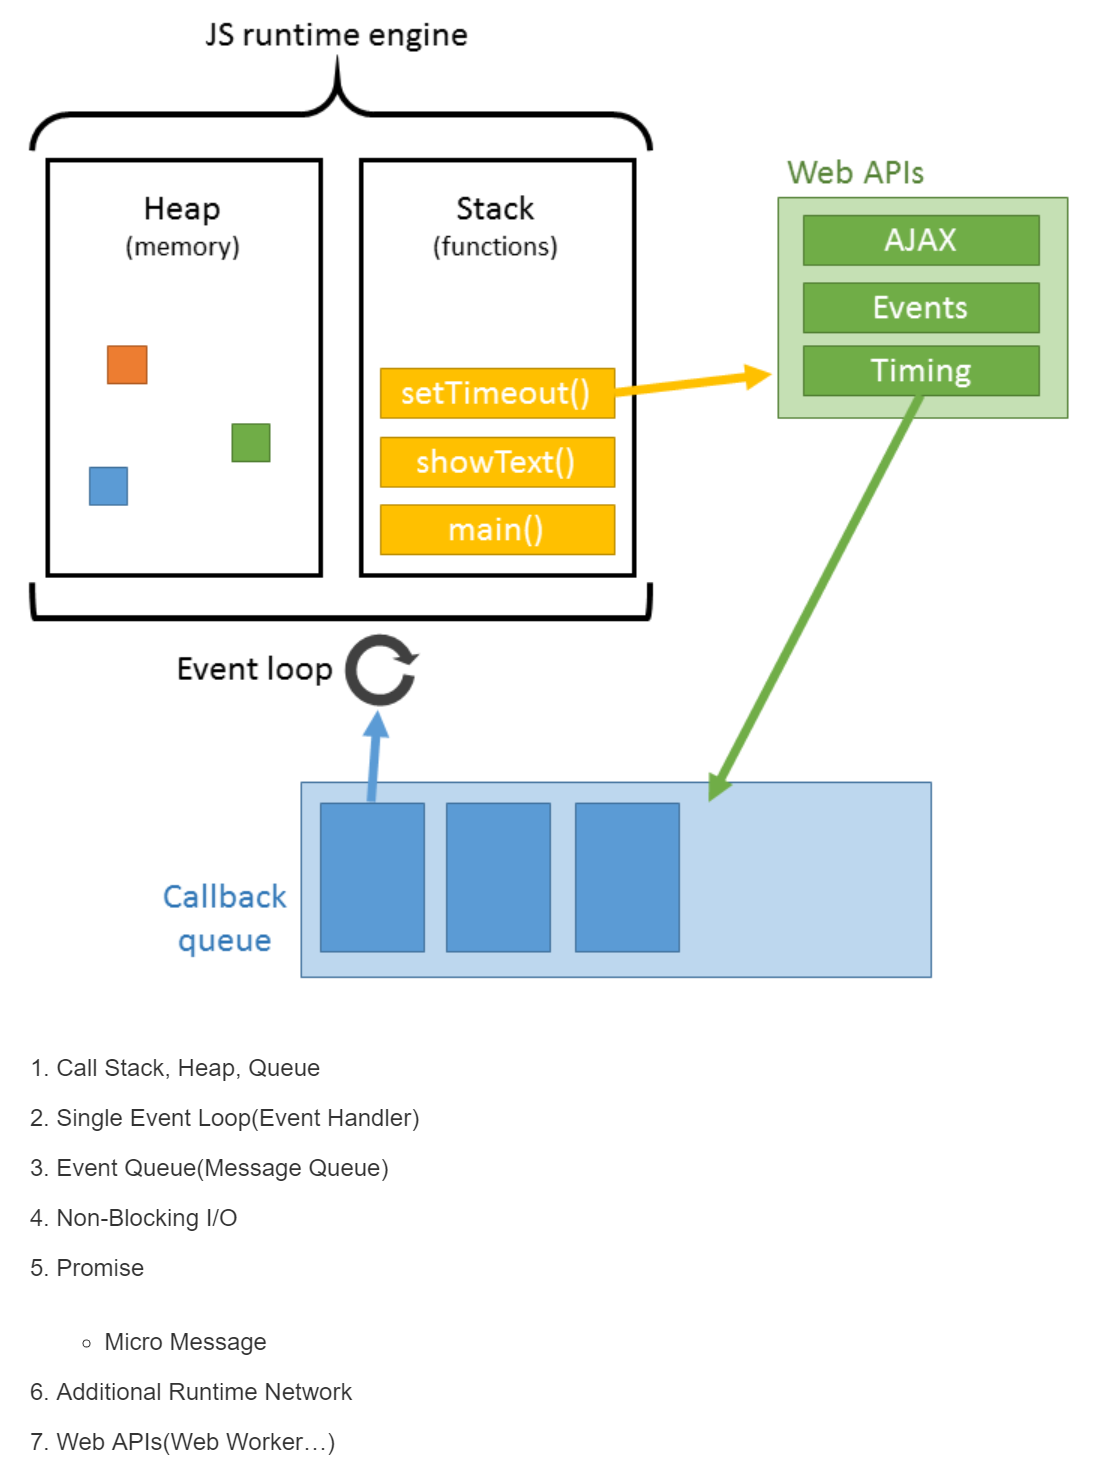 JS runtime engine
Heap
(memory)
Stack
(functions)
setTimeout()
showText()
main()
Web APIs
AJAX
Events
Timing
Event loop
Callback
queue
1. Call Stack, Heap, Queue
2. Single Event Loop(Event Handler)
3. Event Queue(Message Queue)
4. Non-Blocking I/O
5. Promise
◦ Micro Message
6. Additional Runtime Network
7. Web APIs(Web Worker…)